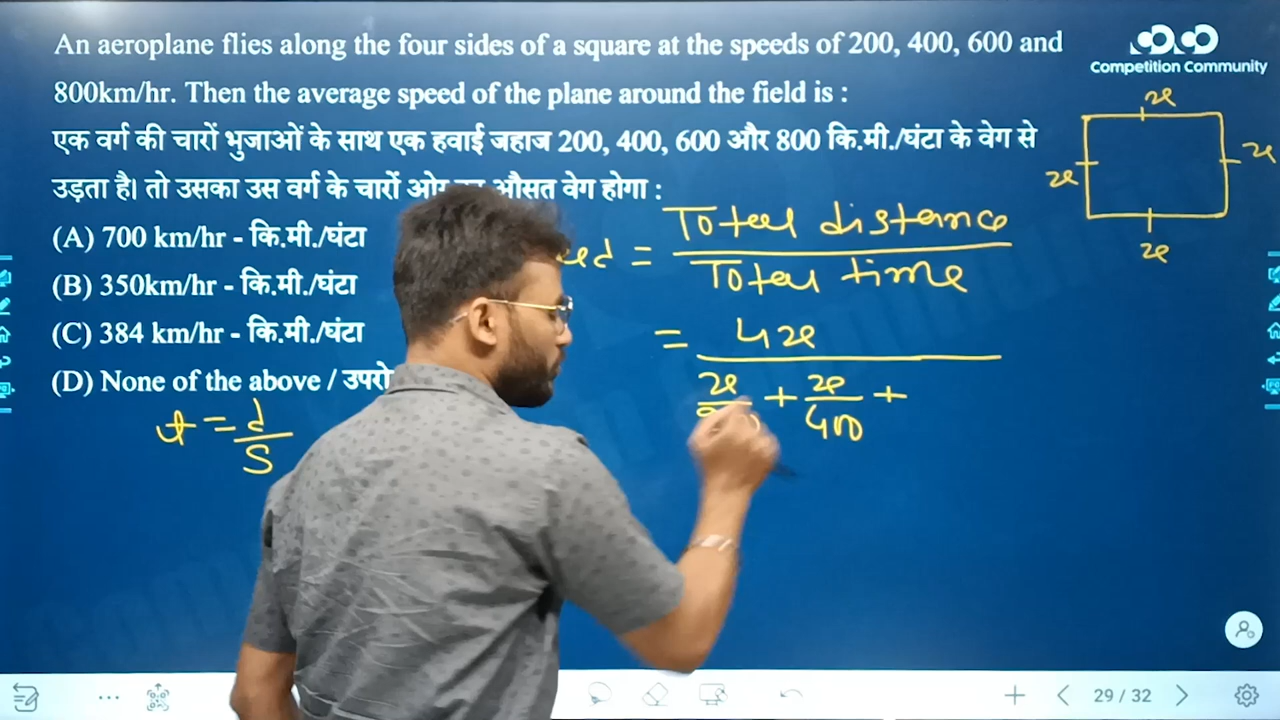 An aeroplane flies along the four sides of a square at the speeds of 200, 400, 600 and
800km/hr. Then the average speed of the plane around the field is :
एक वर्ग की चारों भुजाओं के साथ एक हवाई जहाज 200, 400, 600 और 800 कि.मी./घंटा के वेग से
उड़ता है। तो उसका उस वर्ग के चारों ओर औसत वेग होगा :
(A) 700 km/hr - कि.मी./घंटा
(B) 350km/hr - कि.मी./घंटा
(C) 384 km/hr - कि.मी./घंटा
(D) None of the above /
t = d/S
= Total distance / Total time
= 4x
x/ + x/400 +
Competition Community
x
x
x
x
29 / 32